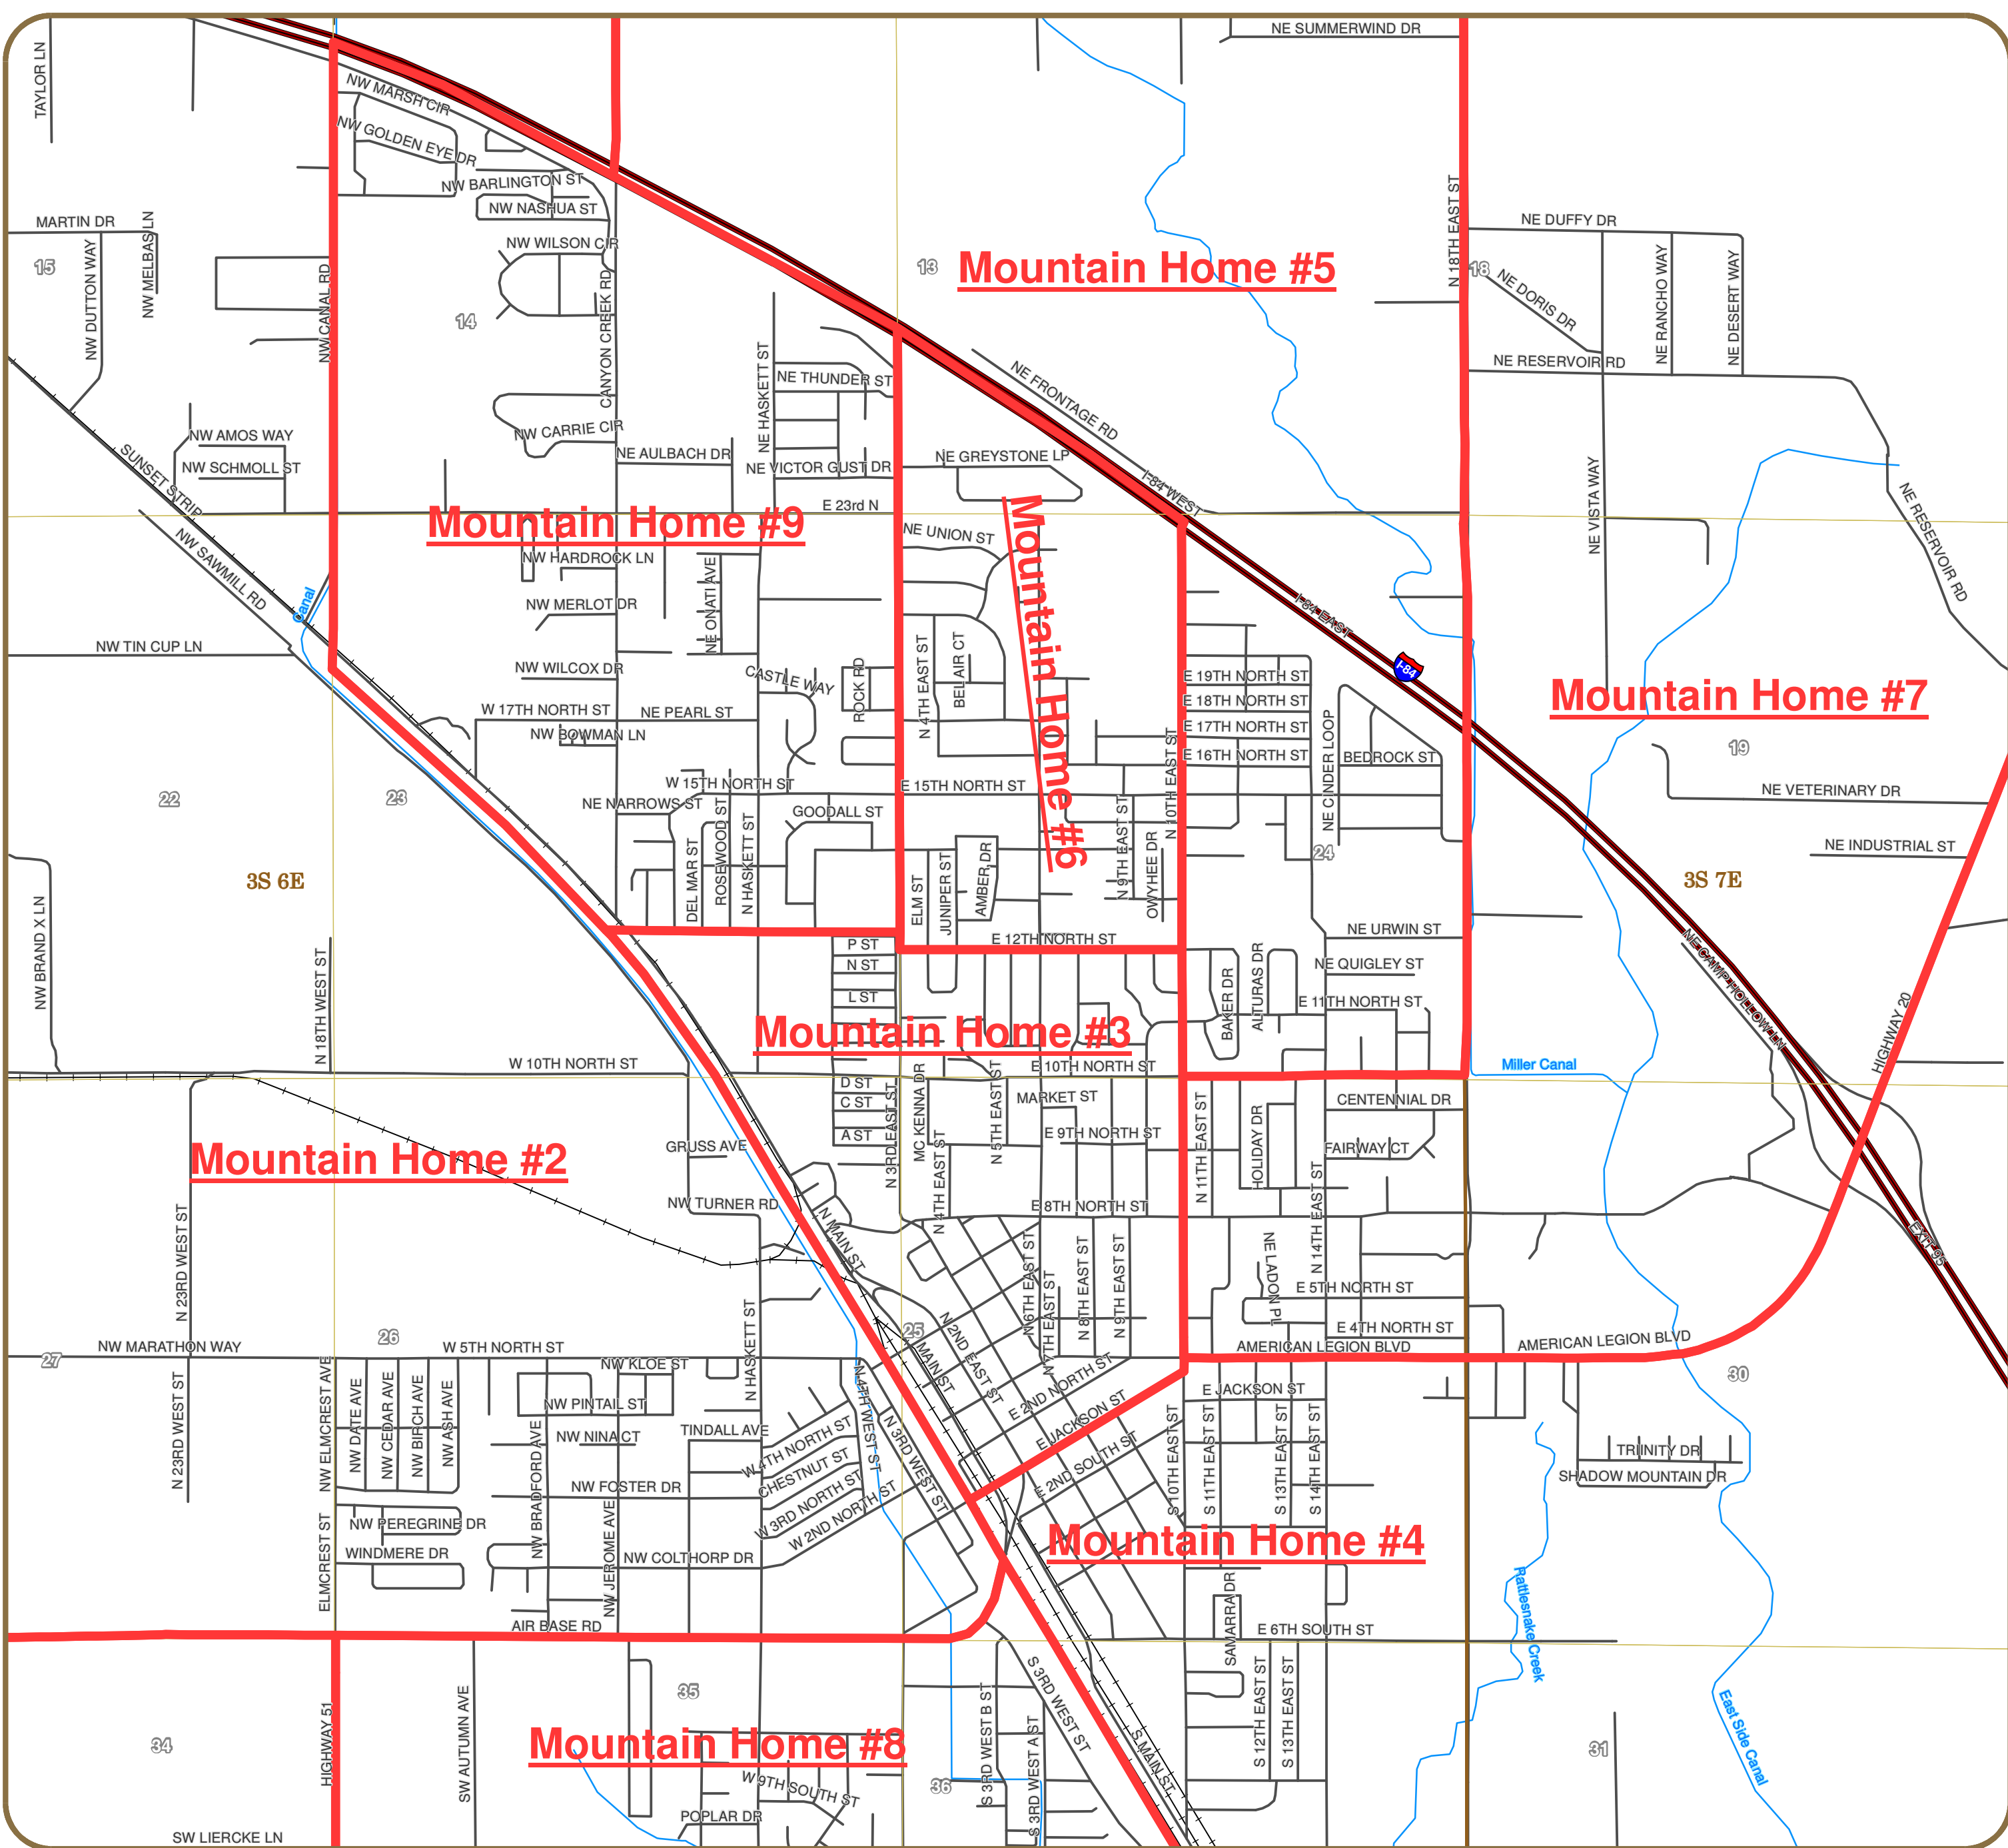 NE SUMMERWIND DR
TAYLOR LN
NW MARSH CIR
NW GOLDEN EYE DR
NW BARLINGTON ST
NW NASHUA ST
NW WILSON CIR
MARTIN DR
NW MELBAS LN
NW DUTTON WAY
15
14
NW CANAL RD
CANYON CREEK RD
13
Mountain Home #5
N 18TH EAST ST
18
NE DUFFY DR
NE DORIS DR
NE RANCHO WAY
NE DESERT WAY
NE RESERVOIR RD
NE HASKETT ST
NE THUNDER ST
NE FRONTAGE RD
NW CARRIE CIR
NE AULBACH DR
NE VICTOR GUST DR
NE GREYSTONE LP
I-84 WEST
NW AMOS WAY
NW SCHMOLL ST
SUNSET STRIP
NW SAWMILL RD
E 23rd N
Mountain Home #9
NE UNION ST
Mountain Home #6
NE VISTA WAY
NE RESERVOIR RD
NW HARDROCK LN
NE ONATI AVE
NW MERLOT DR
Canal
I-84 EAST
I-84
NW TIN CUP LN
NW WILCOX DR
CASTLE WAY
ROCK RD
N 4TH EAST ST
BEL AIR CT
E 19TH NORTH ST
E 18TH NORTH ST
E 17TH NORTH ST
E 16TH NORTH ST
Mountain Home #7
W 17TH NORTH ST
NE PEARL ST
NW BOWMAN LN
N 10TH EAST ST
NE CINDER LOOP
BEDROCK ST
19
22
23
W 15TH NORTH ST
E 15TH NORTH ST
NE NARROWS ST
GOODALL ST
NE VETERINARY DR
NE INDUSTRIAL ST
DEL MAR ST
ROSEWOOD ST
N HASKETT ST
ELM ST
JUNIPER ST
AMBER DR
N 9TH EAST ST
OWYHEE DR
24
3S 6E
3S 7E
NW BRAND X LN
N 18TH WEST ST
P ST
N ST
L ST
E 12TH NORTH ST
NE URWIN ST
NE QUIGLEY ST
BAKER DR
ALTURAS DR
E 11TH NORTH ST
NE CAMP HOLLOW LN
HIGHWAY 20
Mountain Home #3
W 10TH NORTH ST
E 10TH NORTH ST
Miller Canal
D ST
C ST
A ST
N 3RD EAST ST
MC KENNA DR
N 4TH EAST ST
N 5TH EAST ST
MARKET ST
E 9TH NORTH ST
N 11TH EAST ST
HOLIDAY DR
CENTENNIAL DR
FAIRWAY CT
Mountain Home #2
GRUSS AVE
NW TURNER RD
N MAIN ST
E 8TH NORTH ST
N 14TH EAST ST
NE LADON PL
EXIT 95
N 23RD WEST ST
N 6TH EAST ST
N 7TH EAST ST
N 8TH EAST ST
N 9TH EAST ST
E 5TH NORTH ST
E 4TH NORTH ST
N HASKETT ST
25
N 2ND EAST ST
26
27
NW MARATHON WAY
W 5TH NORTH ST
NW KLOE ST
MAIN ST
AMERICAN LEGION BLVD
AMERICAN LEGION BLVD
30
NW ELMCREST AVE
NW DATE AVE
NW CEDAR AVE
NW BIRCH AVE
NW ASH AVE
N 23RD WEST ST
NW PINTAIL ST
NW NINA CT
TINDALL AVE
N 4TH WEST ST
N 3RD WEST ST
E 2ND NORTH ST
E JACKSON ST
E JACKSON ST
E 2ND SOUTH ST
W 4TH NORTH ST
CHESTNUT ST
W 3RD NORTH ST
W 2ND NORTH ST
NW FOSTER DR
NW BRADFORD AVE
NW JEROME AVE
NW COLTHORP DR
NW PEREGRINE DR
WINDMERE DR
ELMCREST ST
AIR BASE RD
S 10TH EAST ST
S 11TH EAST ST
S 13TH EAST ST
S 14TH EAST ST
TRINITY DR
SHADOW MOUNTAIN DR
Mountain Home #4
SAMARRA DR
E 6TH SOUTH ST
Rattlesnake Creek
East Side Canal
34
35
36
31
HIGHWAY 51
SW AUTUMN AVE
Mountain Home #8
W 9TH SOUTH ST
POPLAR DR
SW LIERCKE LN
S 3RD WEST B ST
S 3RD WEST A ST
S 3RD WEST ST
S MAIN ST
S 12TH EAST ST
S 13TH EAST ST